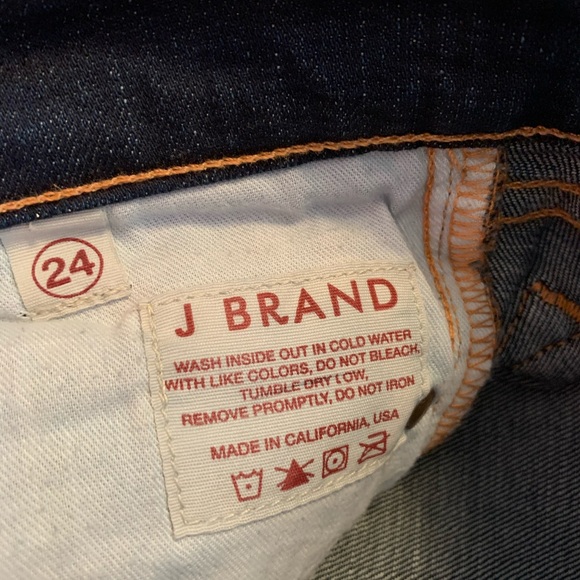 24
J BRAND
WASH INSIDE OUT IN COLD WATER
WITH LIKE COLORS, DO NOT BLEACH,
TUMBLE DRY LOW,
REMOVE PROMPTLY, DO NOT IRON
MADE IN CALIFORNIA, USA